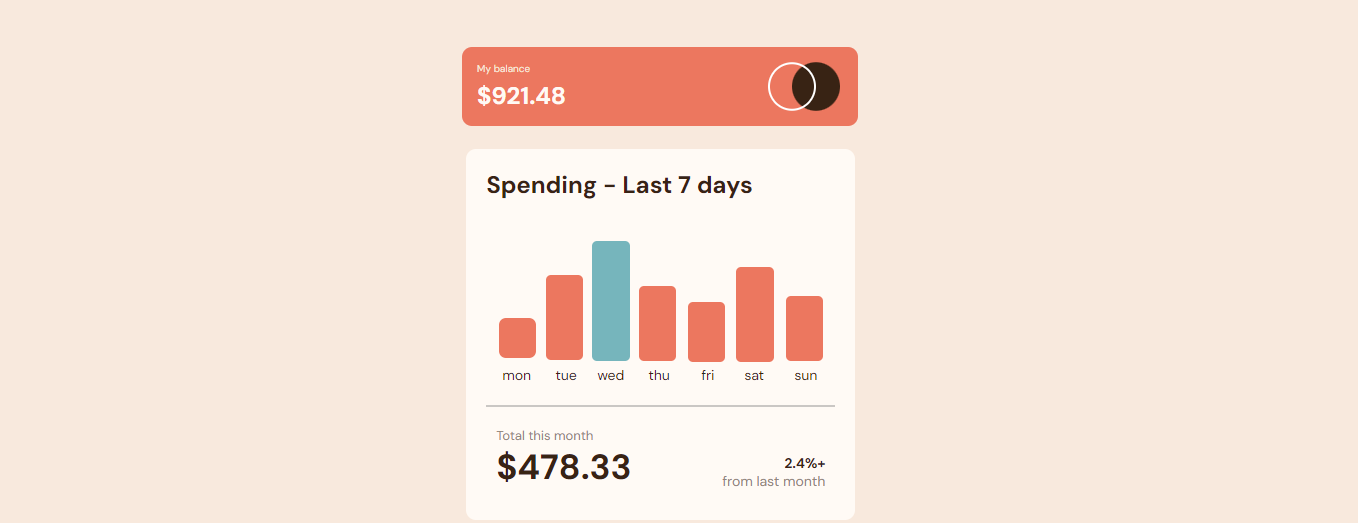 My balance
$921.48
Spending - Last 7 days
mon tue wed thu fri sat sun
Total this month
$478.33
2.4%+
from last month